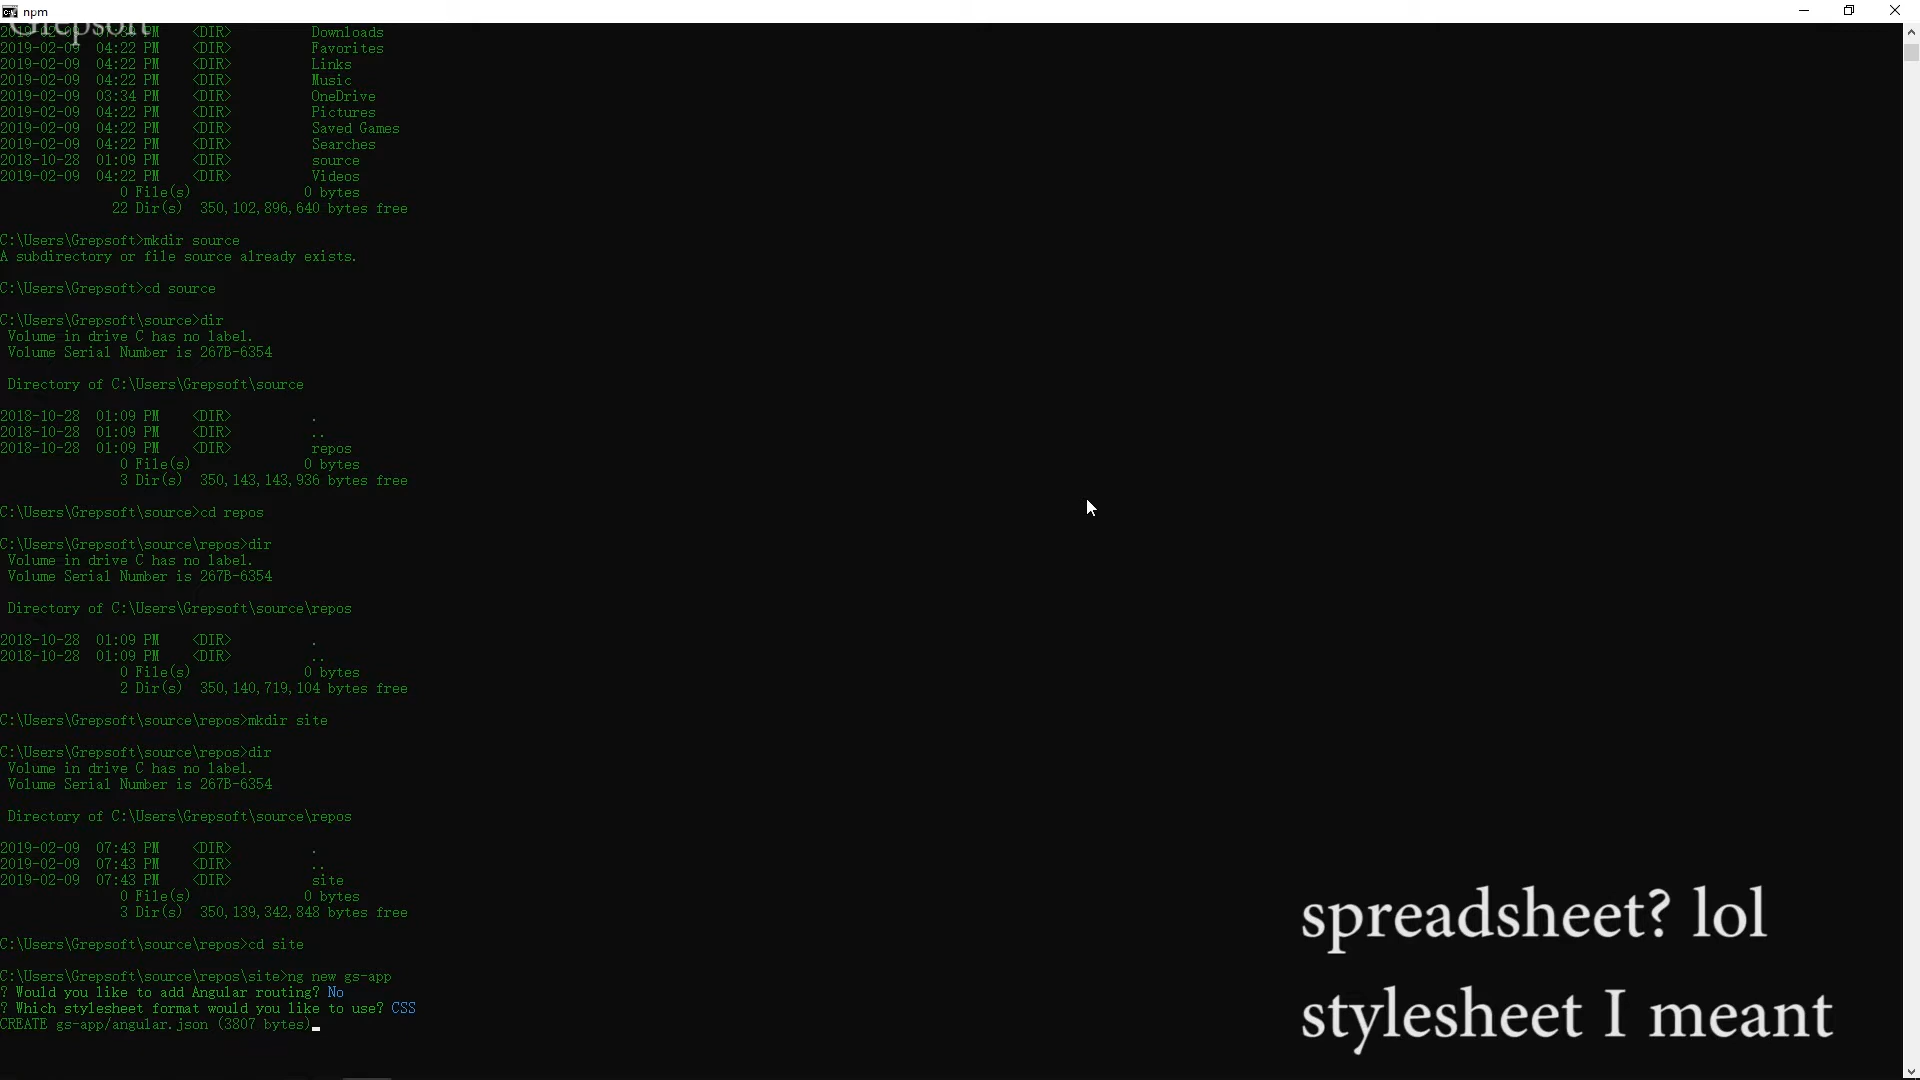 npm
Grepsoft
2019-02-09 07:39 PM <DIR> Downloads
2019-02-09 04:22 PM <DIR> Favorites
2019-02-09 04:22 PM <DIR> Links
2019-02-09 04:22 PM <DIR> Music
2019-02-09 03:34 PM <DIR> OneDrive
2019-02-09 04:22 PM <DIR> Pictures
2019-02-09 04:22 PM <DIR> Saved Games
2019-02-09 04:22 PM <DIR> Searches
2018-10-28 01:09 PM <DIR> source
2019-02-09 04:22 PM <DIR> Videos
0 File(s) 0 bytes
22 Dir(s) 350,102,896,640 bytes free
C:\Users\Grepsoft>mkdir source
A subdirectory or file source already exists.
C:\Users\Grepsoft>cd source
C:\Users\Grepsoft\source>dir
Volume in drive C has no label.
Volume Serial Number is 267B-6354
Directory of C:\Users\Grepsoft\source
2018-10-28 01:09 PM <DIR> .
2018-10-28 01:09 PM <DIR> ..
2018-10-28 01:09 PM <DIR> repos
0 File(s) 0 bytes
3 Dir(s) 350,143,143,936 bytes free
C:\Users\Grepsoft\source>cd repos
C:\Users\Grepsoft\source\repos>dir
Volume in drive C has no label.
Volume Serial Number is 267B-6354
Directory of C:\Users\Grepsoft\source\repos
2018-10-28 01:09 PM <DIR> .
2018-10-28 01:09 PM <DIR> ..
0 File(s) 0 bytes
2 Dir(s) 350,140,719,104 bytes free
C:\Users\Grepsoft\source\repos>mkdir site
C:\Users\Grepsoft\source\repos>dir
Volume in drive C has no label.
Volume Serial Number is 267B-6354
Directory of C:\Users\Grepsoft\source\repos
2019-02-09 07:43 PM <DIR> .
2019-02-09 07:43 PM <DIR> ..
2019-02-09 07:43 PM <DIR> site
0 File(s) 0 bytes
3 Dir(s) 350,139,342,848 bytes free
C:\Users\Grepsoft\source\repos>cd site
C:\Users\Grepsoft\source\repos\site>ng new gs-app
? Would you like to add Angular routing? No
? Which stylesheet format would you like to use? CSS
CREATE gs-app/angular.json (3807 bytes)
spreadsheet? lol
stylesheet I meant